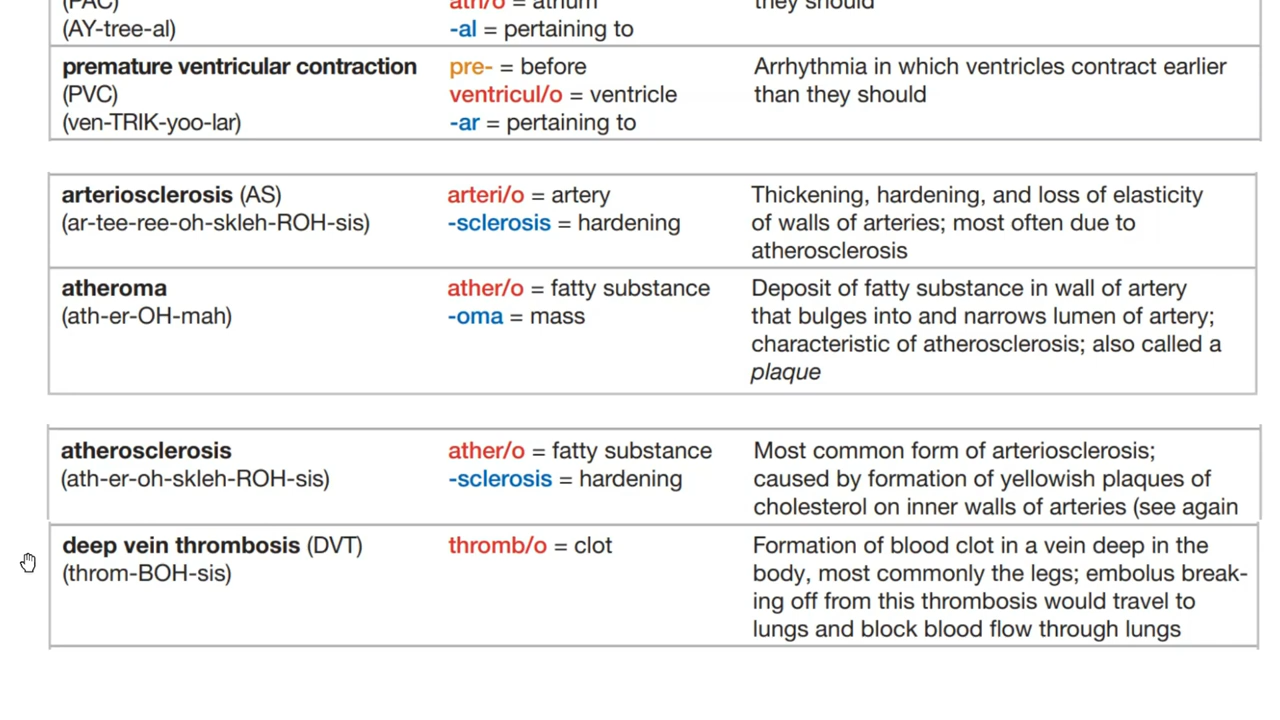 (PAC) atri/o = atrium they should
(AY-tree-al) -al = pertaining to
premature ventricular contraction pre- = before Arrhythmia in which ventricles contract earlier
(PVC) ventricul/o = ventricle than they should
(ven-TRIK-yoo-lar) -ar = pertaining to
arteriosclerosis (AS) arteri/o = artery Thickening, hardening, and loss of elasticity
(ar-tee-ree-oh-skleh-ROH-sis) -sclerosis = hardening of walls of arteries; most often due to
atherosclerosis
atheroma ather/o = fatty substance Deposit of fatty substance in wall of artery
(ath-er-OH-mah) -oma = mass that bulges into and narrows lumen of artery;
characteristic of atherosclerosis; also called a
plaque
atherosclerosis ather/o = fatty substance Most common form of arteriosclerosis;
(ath-er-oh-skleh-ROH-sis) -sclerosis = hardening caused by formation of yellowish plaques of
cholesterol on inner walls of arteries (see again
deep vein thrombosis (DVT) thromb/o = clot Formation of blood clot in a vein deep in the
(throm-BOH-sis) body, most commonly the legs; embolus break-
ing off from this thrombosis would travel to
lungs and block blood flow through lungs